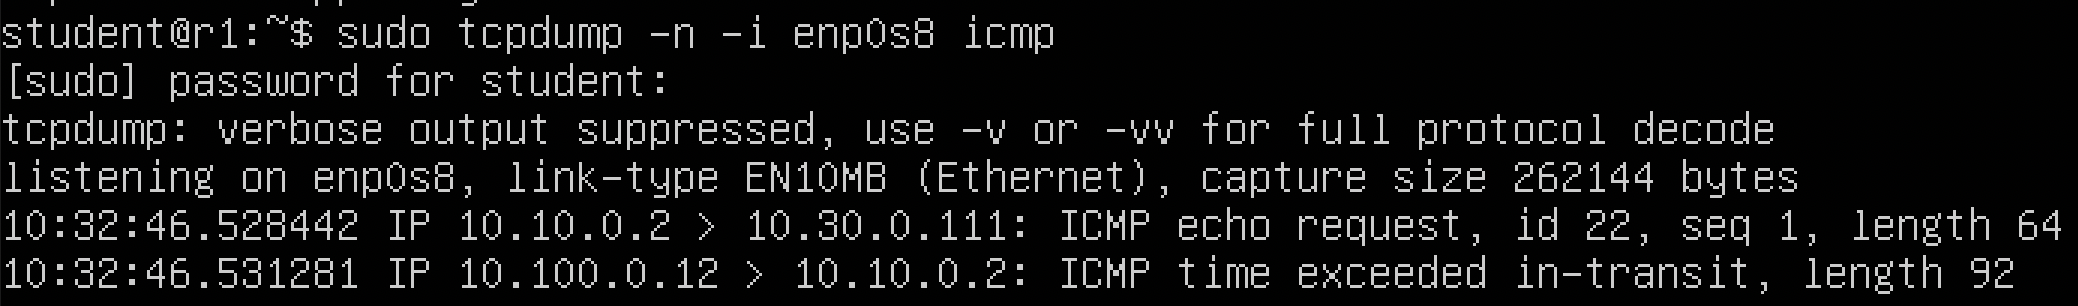 student@r1:~$ sudo tcpdump -n -i enp0s8 icmp
[sudo] password for student:
tcpdump: verbose output suppressed, use -v or -vv for full protocol decode
listening on enp0s8, link-type EN10MB (Ethernet), capture size 262144 bytes
10:32:46.528442 IP 10.10.0.2 > 10.30.0.111: ICMP echo request, id 22, seq 1, length 64
10:32:46.531281 IP 10.100.0.12 > 10.10.0.2: ICMP time exceeded in-transit, length 92